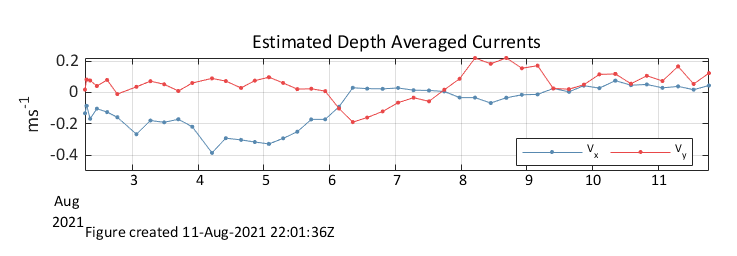 Estimated Depth Averaged Currents
0.2
0
-0.2
-0.4
ms-1
Vx
Vy
3 4 5 6 7 8 9 10 11
Aug
2021
Figure created 11-Aug-2021 22:01:36Z